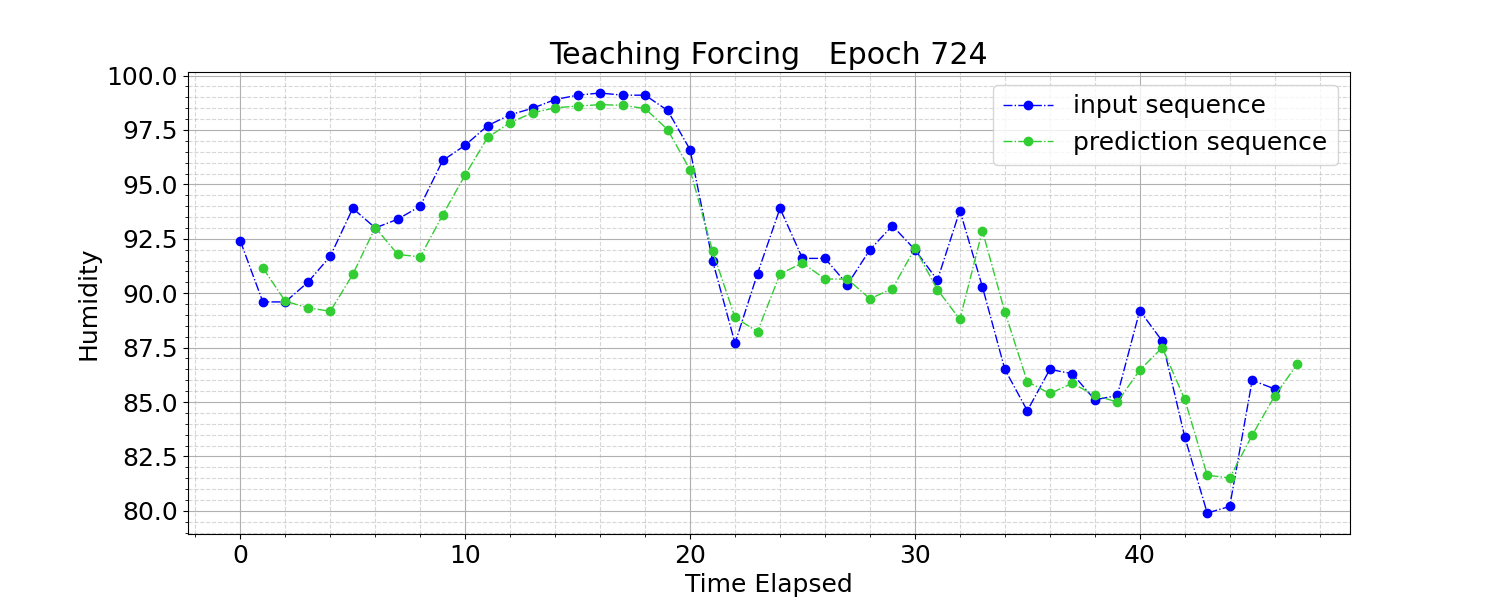 Teaching Forcing   Epoch 724
100.0
97.5
95.0
92.5
90.0
87.5
85.0
82.5
80.0
Humidity
input sequence
prediction sequence
0 10 20 30 40
Time Elapsed